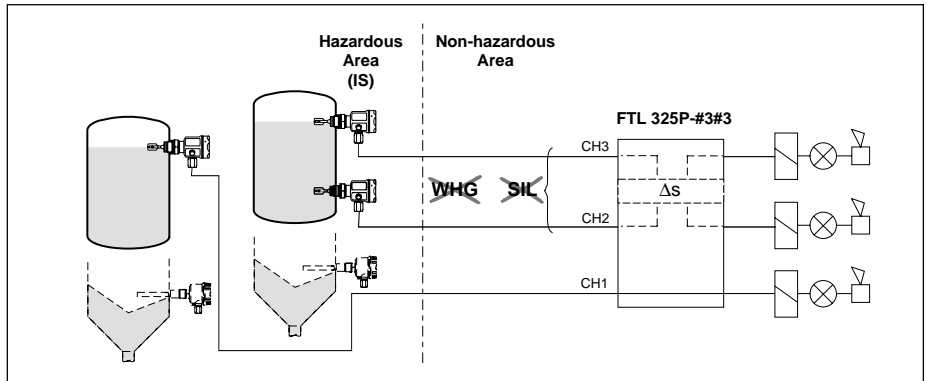 Hazardous
Area
(IS)
Non-hazardous
Area
FTL 325P-#3#3
CH3
WHG
SIL
Δs
CH2
CH1